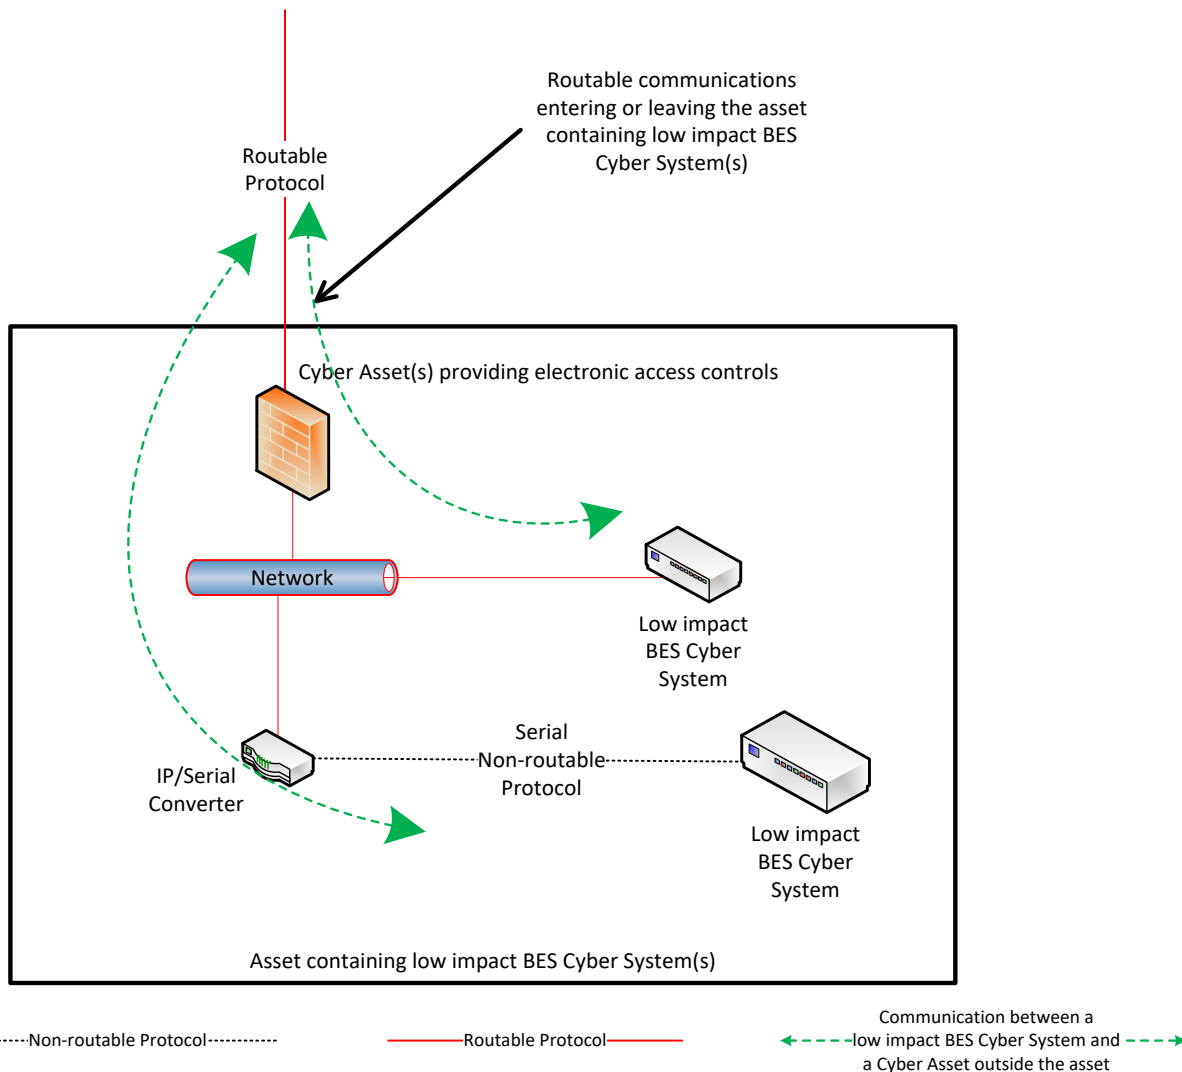 Routable communications
entering or leaving the asset
containing low impact BES
Cyber System(s)
Routable
Protocol
Cyber Asset(s) providing electronic access controls
Network
Low impact
BES Cyber
System
Serial
Non-routable
Protocol
IP/Serial
Converter
Low impact
BES Cyber
System
Asset containing low impact BES Cyber System(s)
Non-routable Protocol
Routable Protocol
Communication between a
low impact BES Cyber System and
a Cyber Asset outside the asset